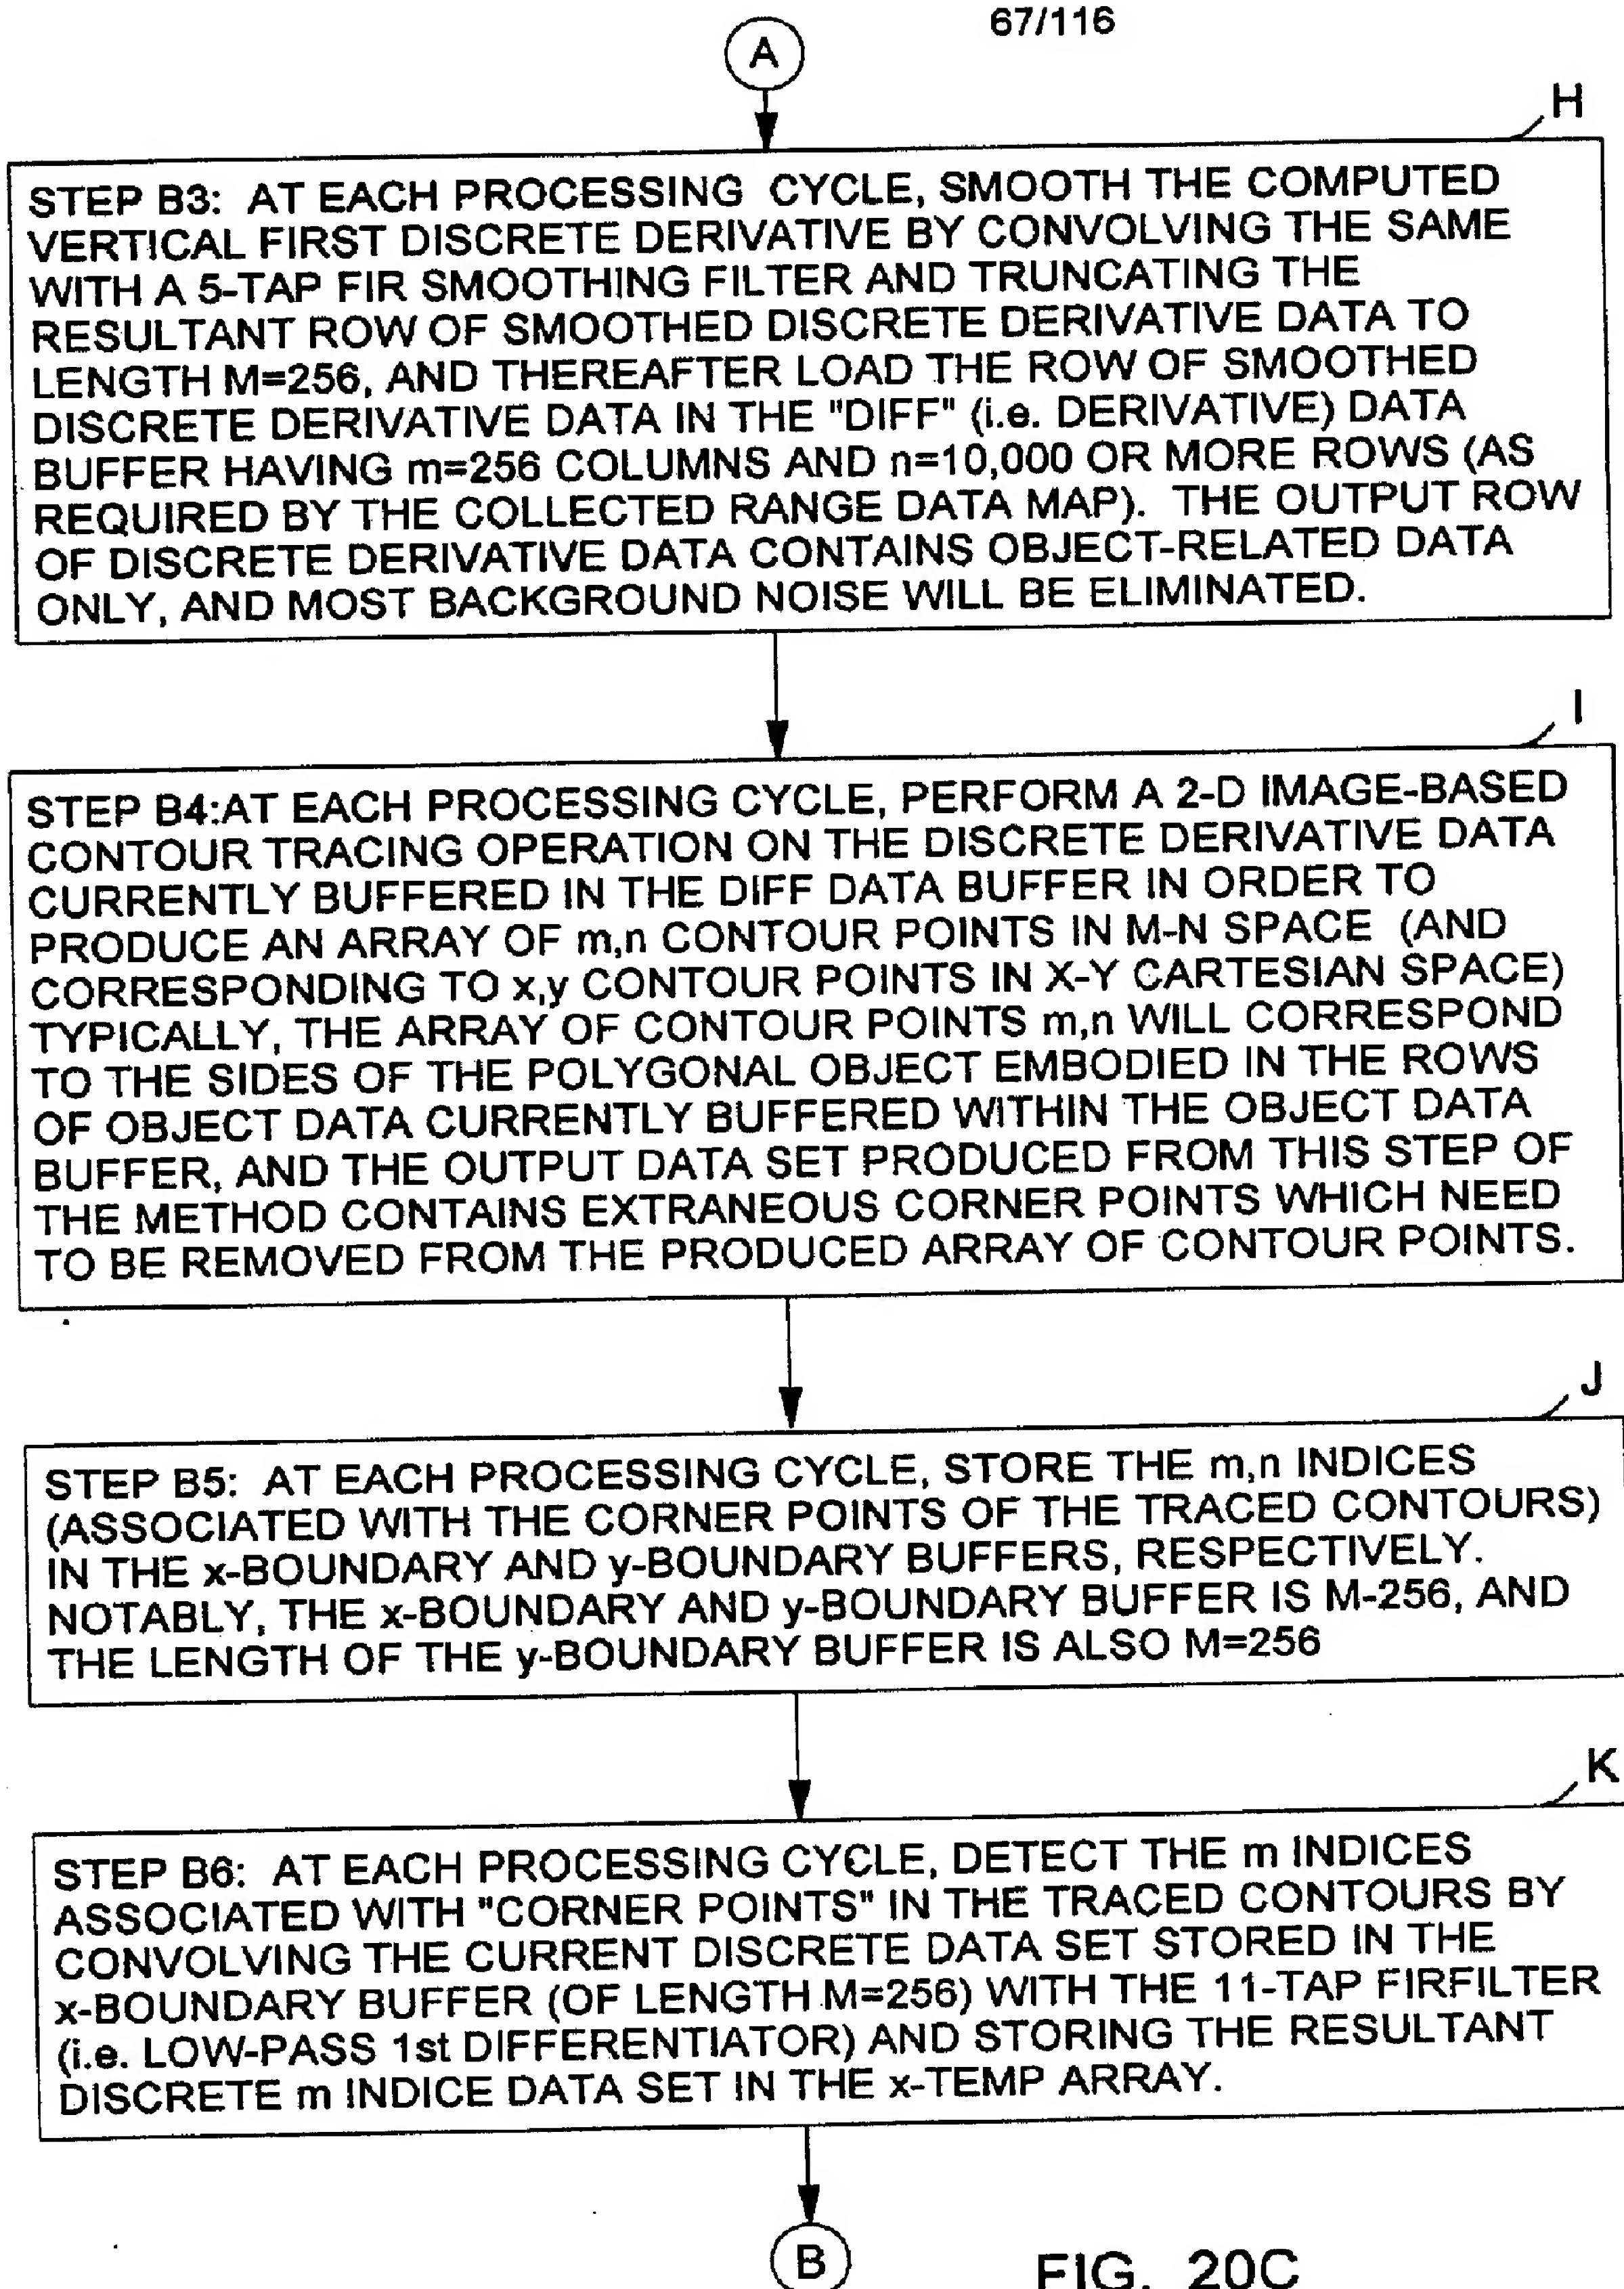 67/116
A
H
STEP B3: AT EACH PROCESSING CYCLE, SMOOTH THE COMPUTED
VERTICAL FIRST DISCRETE DERIVATIVE BY CONVOLVING THE SAME
WITH A 5-TAP FIR SMOOTHING FILTER AND TRUNCATING THE
RESULTANT ROW OF SMOOTHED DISCRETE DERIVATIVE DATA TO
LENGTH M=256, AND THEREAFTER LOAD THE ROW OF SMOOTHED
DISCRETE DERIVATIVE DATA IN THE "DIFF" (i.e. DERIVATIVE) DATA
BUFFER HAVING m=256 COLUMNS AND n=10,000 OR MORE ROWS (AS
REQUIRED BY THE COLLECTED RANGE DATA MAP). THE OUTPUT ROW
OF DISCRETE DERIVATIVE DATA CONTAINS OBJECT-RELATED DATA
ONLY, AND MOST BACKGROUND NOISE WILL BE ELIMINATED.
I
STEP B4:AT EACH PROCESSING CYCLE, PERFORM A 2-D IMAGE-BASED
CONTOUR TRACING OPERATION ON THE DISCRETE DERIVATIVE DATA
CURRENTLY BUFFERED IN THE DIFF DATA BUFFER IN ORDER TO
PRODUCE AN ARRAY OF m,n CONTOUR POINTS IN M-N SPACE (AND
CORRESPONDING TO x,y CONTOUR POINTS IN X-Y CARTESIAN SPACE)
TYPICALLY, THE ARRAY OF CONTOUR POINTS m,n WILL CORRESPOND
TO THE SIDES OF THE POLYGONAL OBJECT EMBODIED IN THE ROWS
OF OBJECT DATA CURRENTLY BUFFERED WITHIN THE OBJECT DATA
BUFFER, AND THE OUTPUT DATA SET PRODUCED FROM THIS STEP OF
THE METHOD CONTAINS EXTRANEOUS CORNER POINTS WHICH NEED
TO BE REMOVED FROM THE PRODUCED ARRAY OF CONTOUR POINTS.
J
STEP B5: AT EACH PROCESSING CYCLE, STORE THE m,n INDICES
(ASSOCIATED WITH THE CORNER POINTS OF THE TRACED CONTOURS)
IN THE x-BOUNDARY AND y-BOUNDARY BUFFERS, RESPECTIVELY.
NOTABLY, THE x-BOUNDARY AND y-BOUNDARY BUFFER IS M-256, AND
THE LENGTH OF THE y-BOUNDARY BUFFER IS ALSO M=256
K
STEP B6: AT EACH PROCESSING CYCLE, DETECT THE m INDICES
ASSOCIATED WITH "CORNER POINTS" IN THE TRACED CONTOURS BY
CONVOLVING THE CURRENT DISCRETE DATA SET STORED IN THE
x-BOUNDARY BUFFER (OF LENGTH M=256) WITH THE 11-TAP FIRFILTER
(i.e. LOW-PASS 1st DIFFERENTIATOR) AND STORING THE RESULTANT
DISCRETE m INDICE DATA SET IN THE x-TEMP ARRAY.
B
FIG. 20C